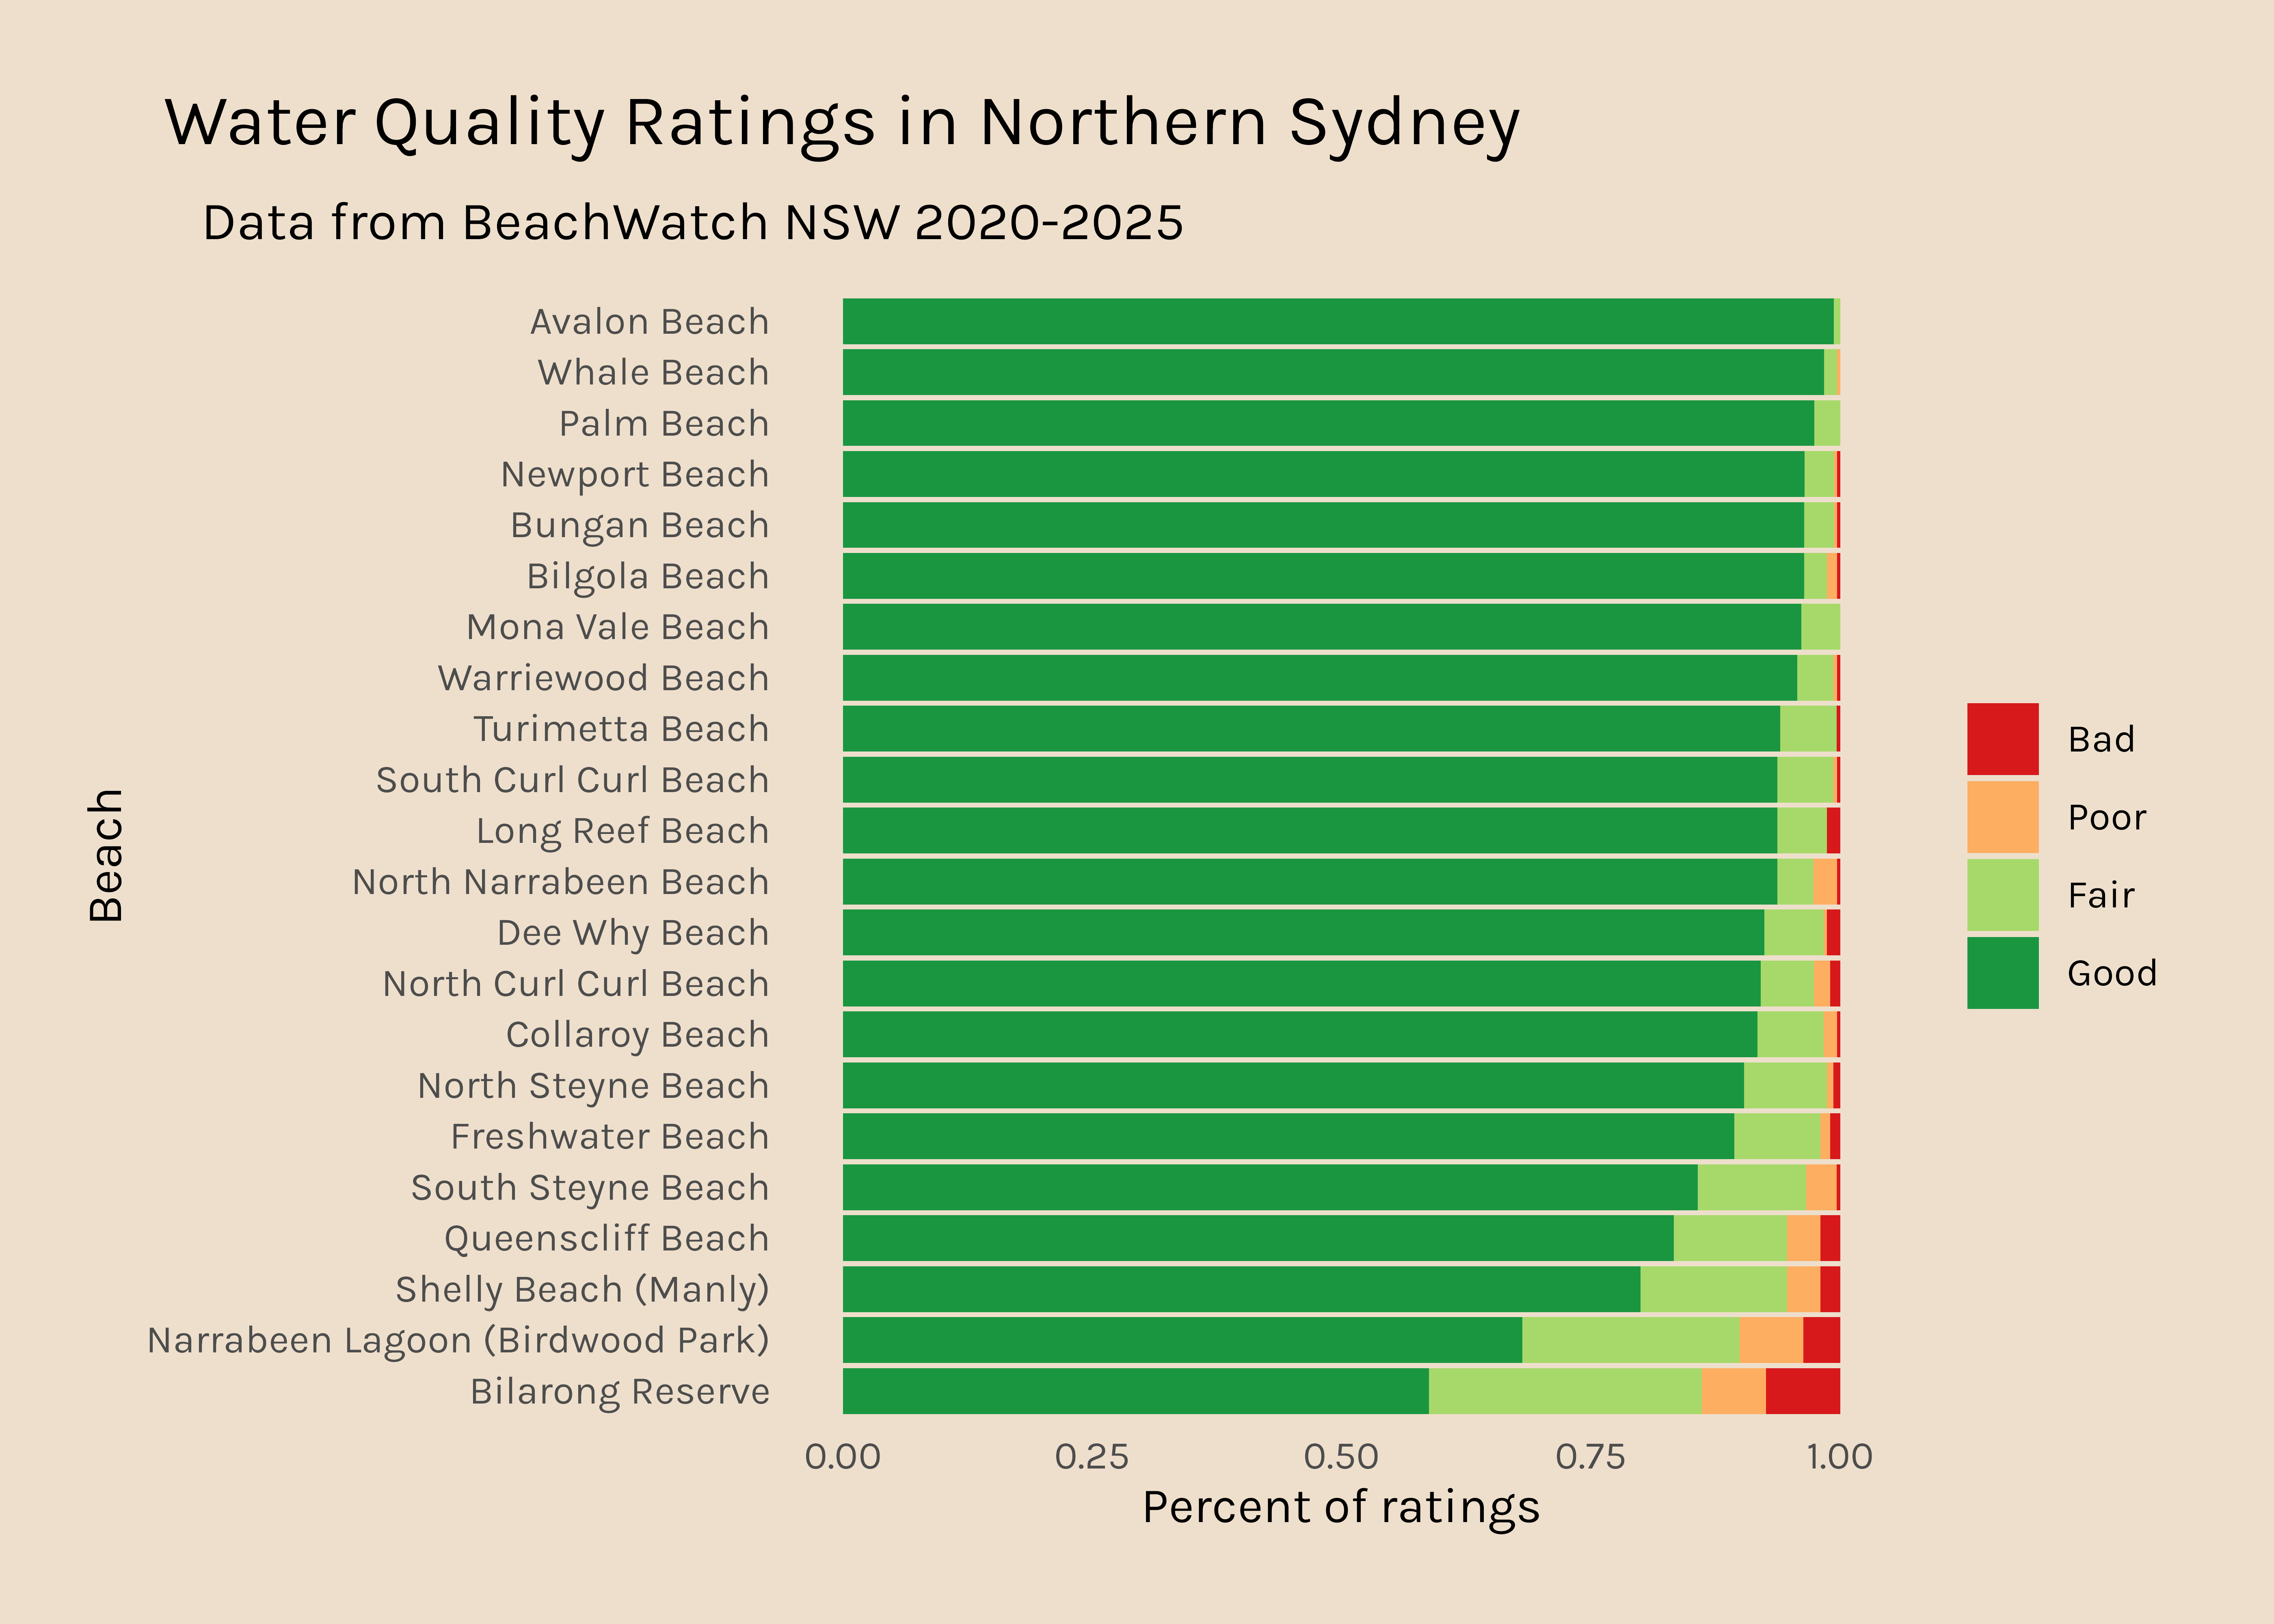 Water Quality Ratings in Northern Sydney
Data from BeachWatch NSW 2020-2025
Beach
Avalon Beach
Whale Beach
Palm Beach
Newport Beach
Bungan Beach
Bilgola Beach
Mona Vale Beach
Warriewood Beach
Turimetta Beach
South Curl Curl Beach
Long Reef Beach
North Narrabeen Beach
Dee Why Beach
North Curl Curl Beach
Collaroy Beach
North Steyne Beach
Freshwater Beach
South Steyne Beach
Queenscliff Beach
Shelly Beach (Manly)
Narrabeen Lagoon (Birdwood Park)
Bilarong Reserve
0.00 0.25 0.50 0.75 1.00
Percent of ratings
Bad
Poor
Fair
Good